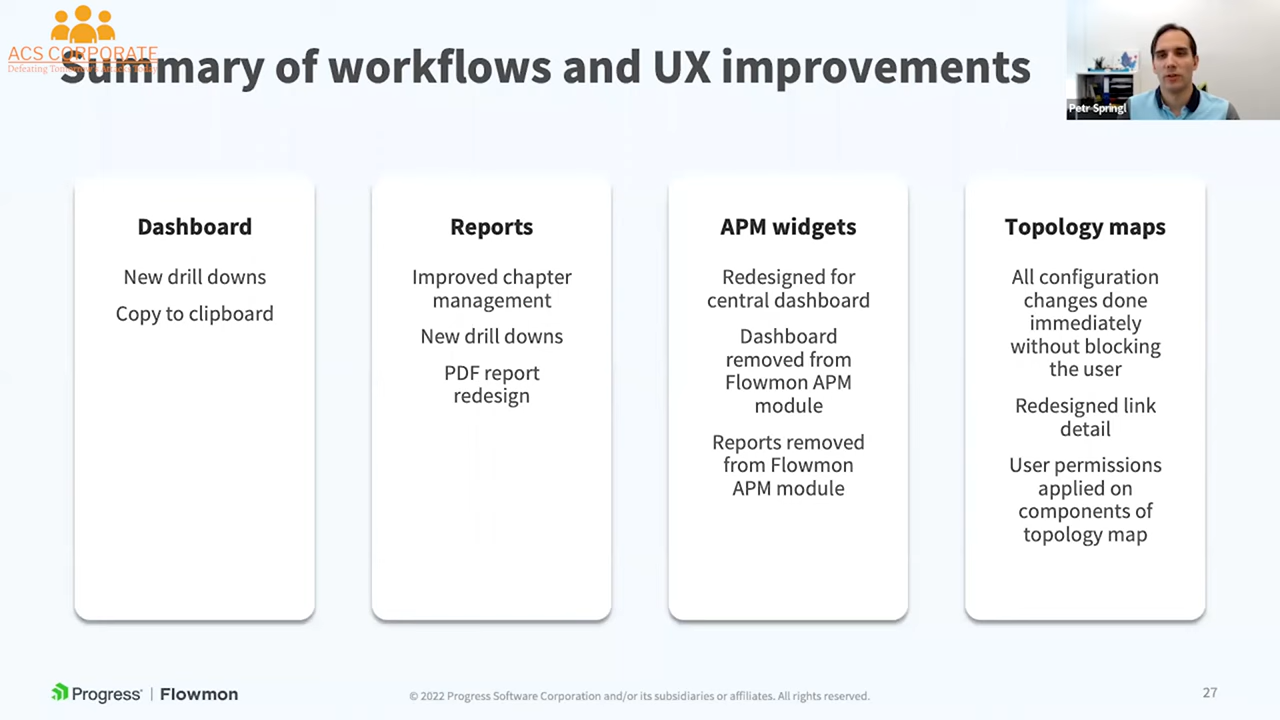 ACS CORPORATE
Summary of workflows and UX improvements
Petr Springl
Dashboard
New drill downs
Copy to clipboard
Reports
Improved chapter
management
New drill downs
PDF report
redesign
APM widgets
Redesigned for
central dashboard
Dashboard
removed from
Flowmon APM
module
Reports removed
from Flowmon
APM module
Topology maps
All configuration
changes done
immediately
without blocking
the user
Redesigned link
detail
User permissions
applied on
components of
topology map
Progress | Flowmon
© 2022 Progress Software Corporation and/or its subsidiaries or affiliates. All rights reserved.
27